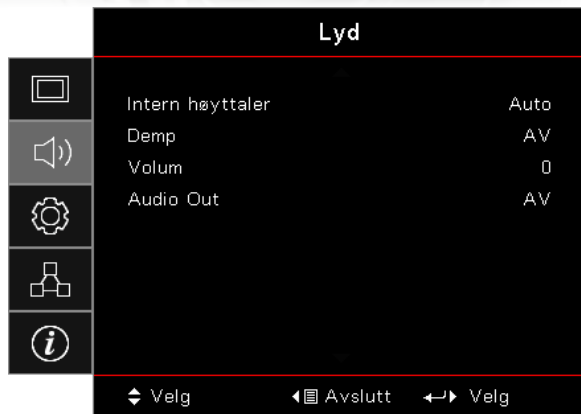 Lyd
Intern høyttaler Auto
Demp AV
Volum 0
Audio Out AV
Velg Avslutt Velg